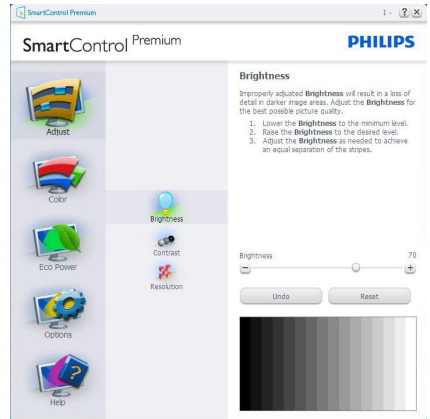 SmartControl Premium
1 - ? X
SmartControl Premium
PHILIPS
Adjust
Color
Eco Power
Options
Help
Brightness
Contrast
Resolution
Brightness
Improperly adjusted Brightness will result in a loss of
detail in darker image areas. Adjust the Brightness for
the best possible picture quality.
1. Lower the Brightness to the minimum level.
2. Raise the Brightness to the desired level.
3. Adjust the Brightness as needed to achieve
an equal separation of the stripes.
Brightness 70
Undo Reset